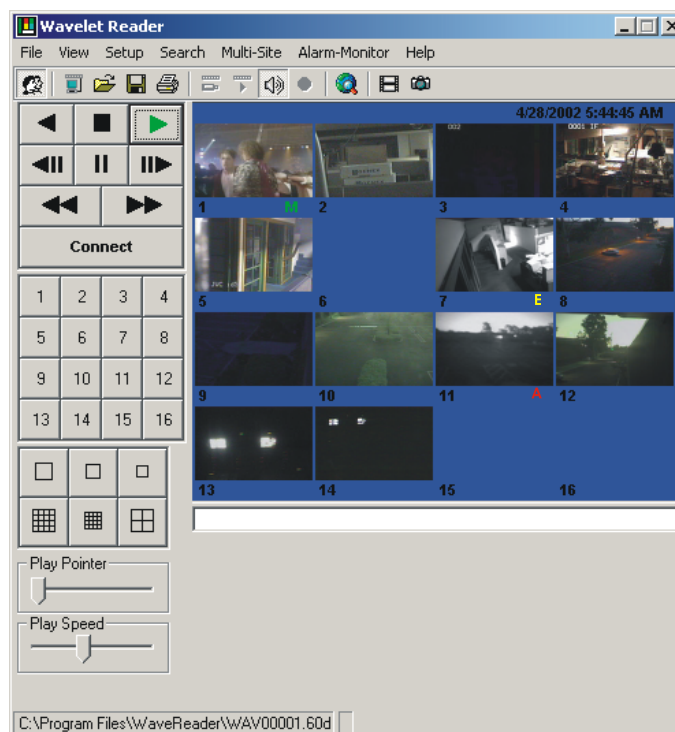 Wavelet Reader
File View Setup Search Multi-Site Alarm-Monitor Help
4/28/2002 5:44:45 AM
002
0001 IF
1 M 2 3 4
5 6 7 E 8
9 10 11 A 12
13 14 15 16
Connect
1 2 3 4
5 6 7 8
9 10 11 12
13 14 15 16
Play Pointer
Play Speed
C:\Program Files\WaveReader\WAV00001.60d